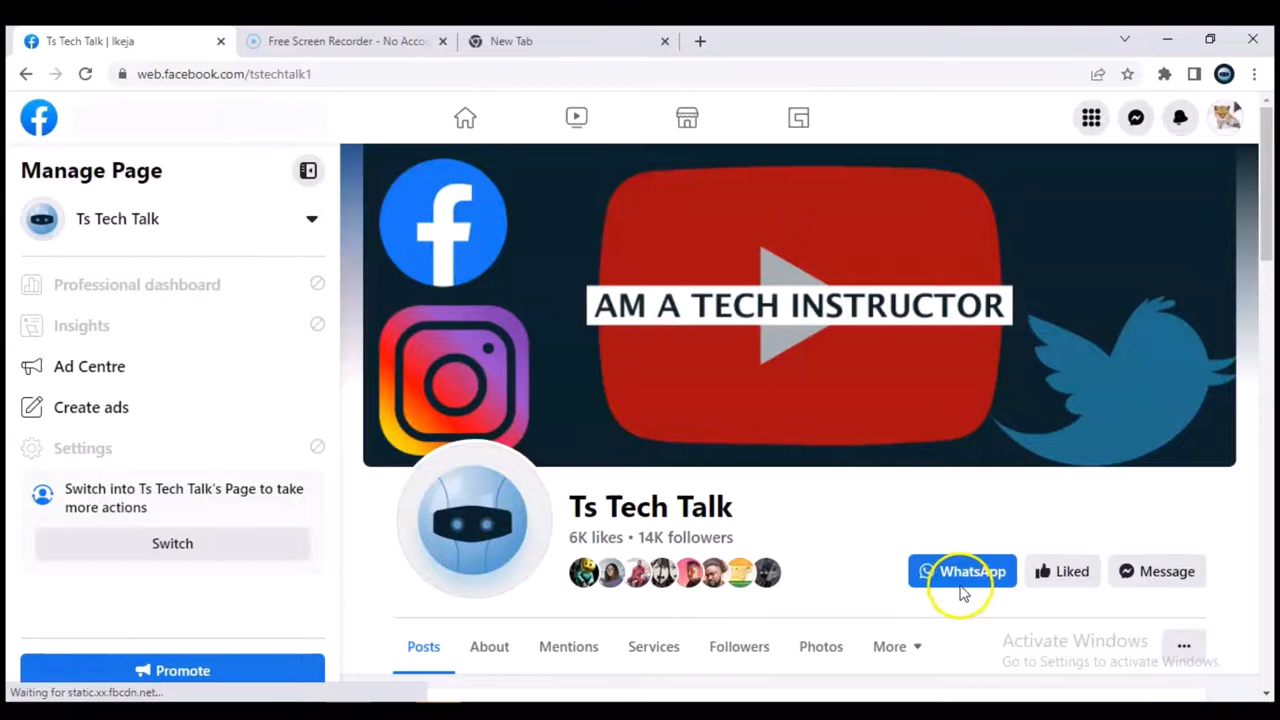 Ts Tech Talk | Ikeja
Free Screen Recorder - No Acco
New Tab
web.facebook.com/tstechtalk1
Manage Page
Ts Tech Talk
Professional dashboard
Insights
Ad Centre
Create ads
Settings
Switch into Ts Tech Talk's Page to take
more actions
Switch
Promote
Waiting for static.xx.fbcdn.net...
AM A TECH INSTRUCTOR
Ts Tech Talk
6K likes • 14K followers
WhatsApp
Liked
Message
Posts
About
Mentions
Services
Followers
Photos
More
Activate Windows
Go to Settings to activate Windows.